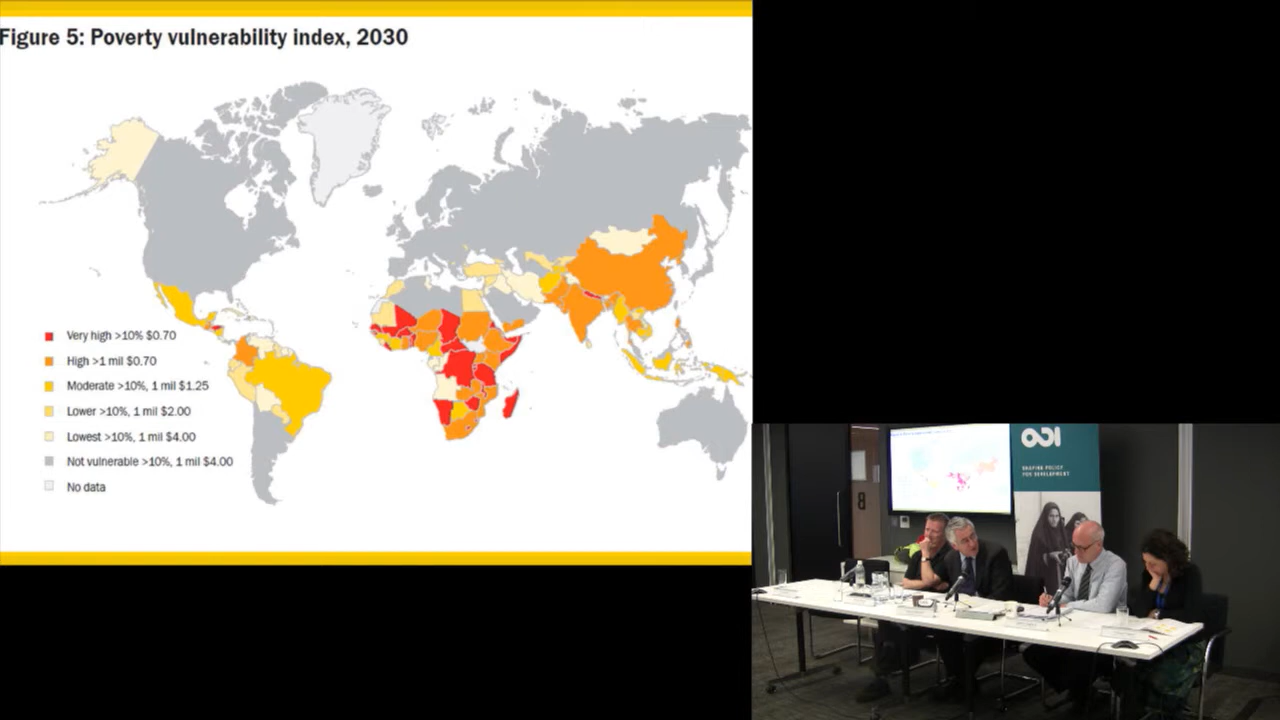 Figure 5: Poverty vulnerability index, 2030
Very high >10% $0.70
High >1 mil $0.70
Moderate >10%, 1 mil $1.25
Lower >10%, 1 mil $2.00
Lowest >10%, 1 mil $4.00
Not vulnerable >10%, 1 mil $4.00
No data
odi
SHAPING POLICY
FOR DEVELOPMENT
8